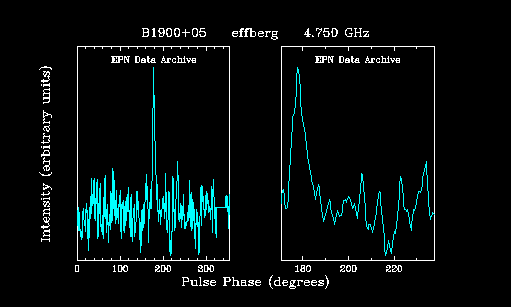 B1900+05 effberg 4.750 GHz
EPN Data Archive EPN Data Archive
Intensity (arbitrary units)
0 100 200 300 180 200 220
Pulse Phase (degrees)